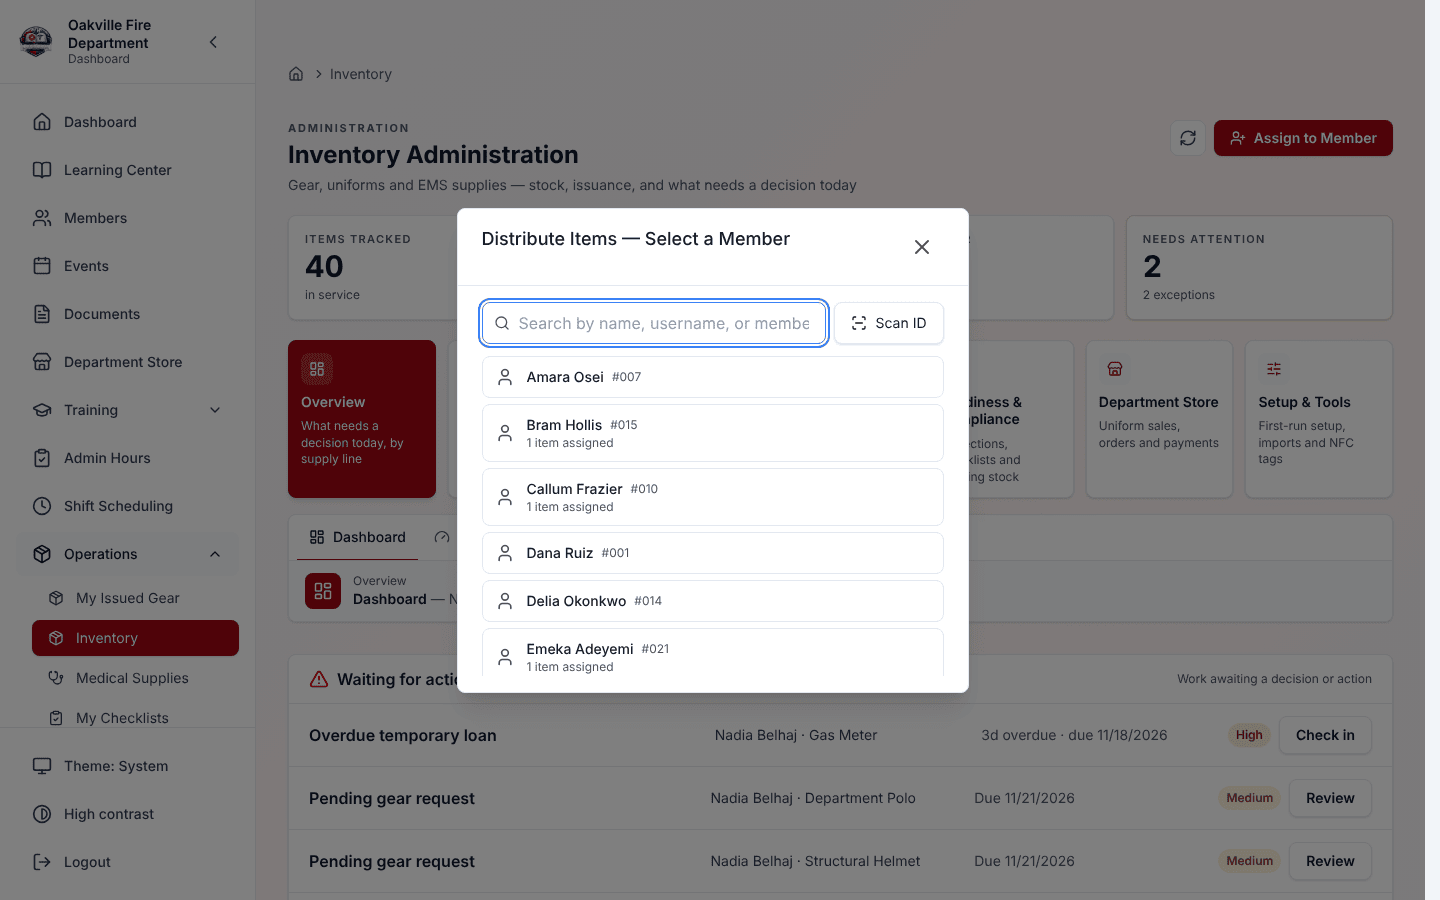 Oakville Fire
Department
Dashboard
Dashboard
Learning Center
Members
Events
Documents
Department Store
Training
Admin Hours
Shift Scheduling
Operations
My Issued Gear
Inventory
Medical Supplies
My Checklists
Theme: System
High contrast
Logout
Inventory
ADMINISTRATION
Inventory Administration
Gear, uniforms and EMS supplies — stock, issuance, and what needs a decision today
Assign to Member
ITEMS TRACKED
40
in service
NEEDS ATTENTION
2
2 exceptions
Overview
What needs a
decision today, by
supply line
Department Store
Uniform sales,
orders and payments
Setup & Tools
First-run setup,
imports and NFC
tags
Dashboard
Overview
Dashboard — N
Distribute Items — Select a Member
Search by name, username, or membe
Scan ID
Amara Osei #007
Bram Hollis #015
1 item assigned
Callum Frazier #010
1 item assigned
Dana Ruiz #001
Delia Okonkwo #014
Emeka Adeyemi #021
1 item assigned
Waiting for
Work awaiting a decision or action
Overdue temporary loan
Nadia Belhaj · Gas Meter
3d overdue · due 11/18/2026
High
Check in
Pending gear request
Nadia Belhaj · Department Polo
Due 11/21/2026
Medium
Review
Pending gear request
Nadia Belhaj · Structural Helmet
Due 11/21/2026
Medium
Review